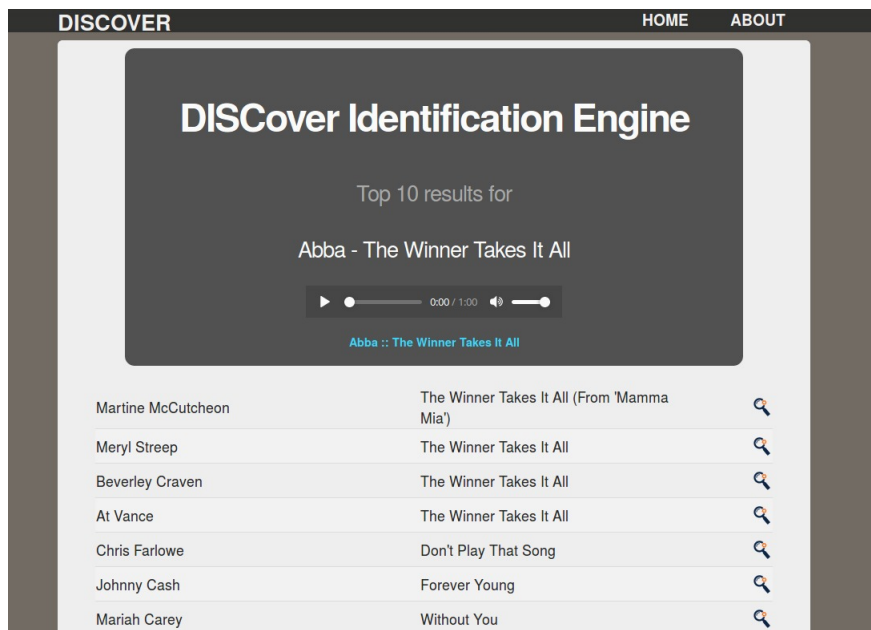 DISCOVER HOME ABOUT
DISCover Identification Engine
Top 10 results for
Abba - The Winner Takes It All
0:00 / 1:00
Abba :: The Winner Takes It All
Martine McCutcheon The Winner Takes It All (From 'Mamma
Mia')
Meryl Streep The Winner Takes It All
Beverley Craven The Winner Takes It All
At Vance The Winner Takes It All
Chris Farlowe Don't Play That Song
Johnny Cash Forever Young
Mariah Carey Without You